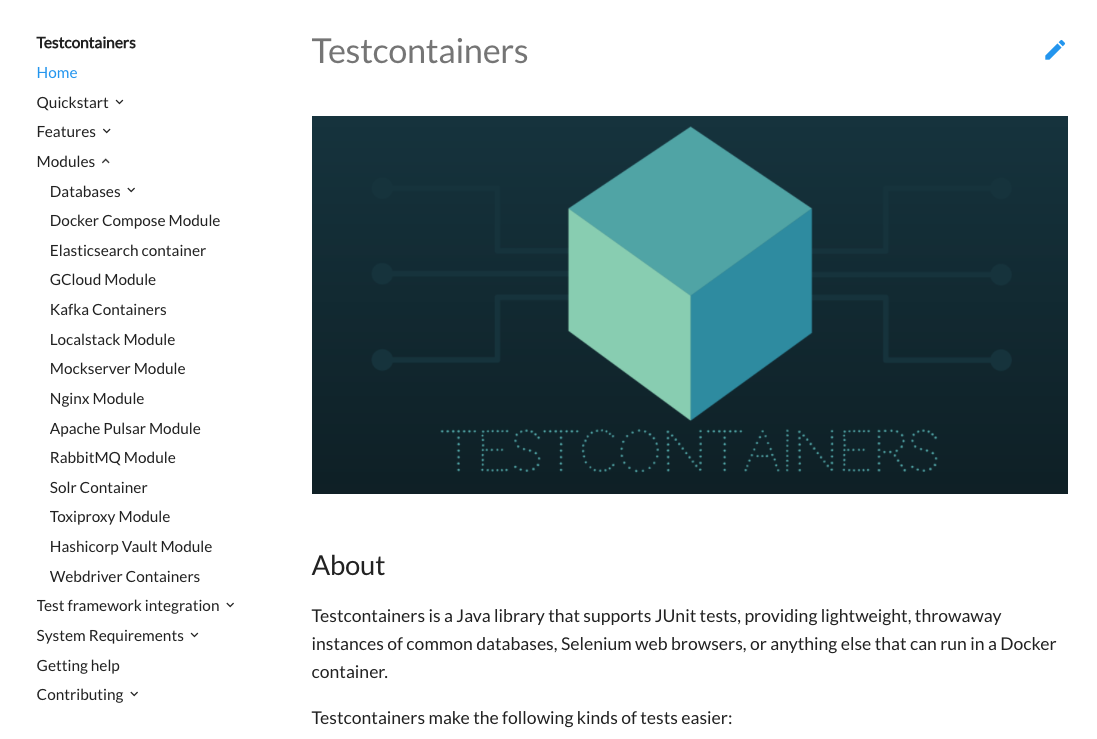 Testcontainers
Home
Quickstart
Features
Modules
Databases
Docker Compose Module
Elasticsearch container
GCloud Module
Kafka Containers
Localstack Module
Mockserver Module
Nginx Module
Apache Pulsar Module
RabbitMQ Module
Solr Container
Toxiproxy Module
Hashicorp Vault Module
Webdriver Containers
Test framework integration
System Requirements
Getting help
Contributing
Testcontainers
TESTCONTAINERS
About
Testcontainers is a Java library that supports JUnit tests, providing lightweight, throwaway
instances of common databases, Selenium web browsers, or anything else that can run in a Docker
container.
Testcontainers make the following kinds of tests easier: